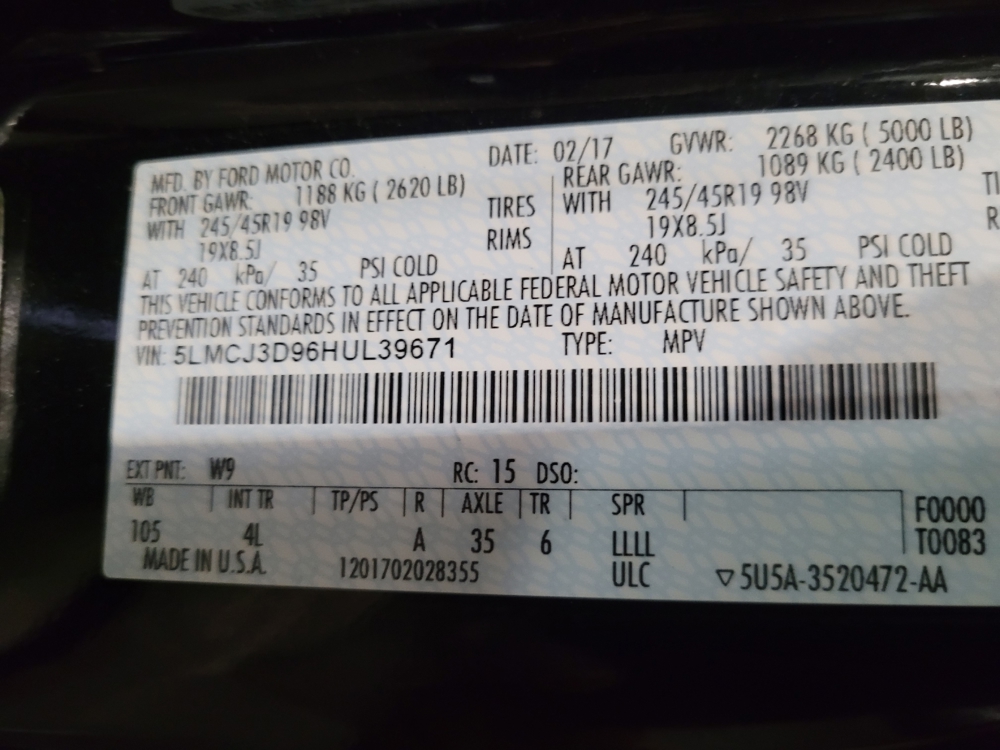 MFD. BY FORD MOTOR CO. DATE: 02/17 GVWR: 2268 KG ( 5000 LB)
FRONT GAWR: 1188 KG ( 2620 LB) REAR GAWR: 1089 KG ( 2400 LB)
WITH 245/45R19 98V TIRES WITH 245/45R19 98V TI
19X8.5J RIMS 19X8.5J R
AT 240 kPa/ 35 PSI COLD AT 240 kPa/ 35 PSI COLD
THIS VEHICLE CONFORMS TO ALL APPLICABLE FEDERAL MOTOR VEHICLE SAFETY AND THEFT
PREVENTION STANDARDS IN EFFECT ON THE DATE OF MANUFACTURE SHOWN ABOVE.
VIN: 5LMCJ3D96HUL39671 TYPE: MPV
EXT PNT: W9 RC: 15 DSO:
WB INT TR TP/PS R AXLE TR SPR F0000
105 4L A 35 6 LLLL T0083
MADE IN U.S.A. 1201702028355 ULC ▽5U5A-3520472-AA